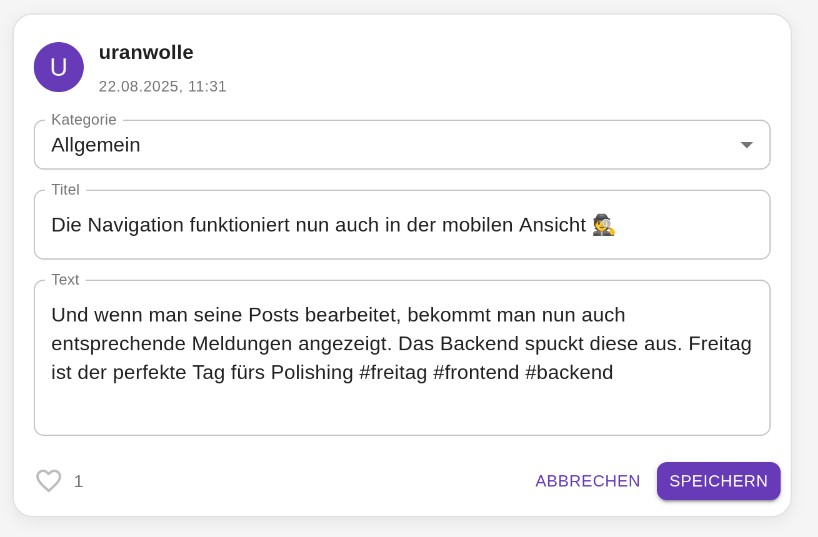 U
uranwolle
22.08.2025, 11:31
Kategorie
Allgemein
Titel
Die Navigation funktioniert nun auch in der mobilen Ansicht 🕵️
Text
Und wenn man seine Posts bearbeitet, bekommt man nun auch
entsprechende Meldungen angezeigt. Das Backend spuckt diese aus. Freitag
ist der perfekte Tag fürs Polishing #freitag #frontend #backend
1
ABBRECHEN
SPEICHERN